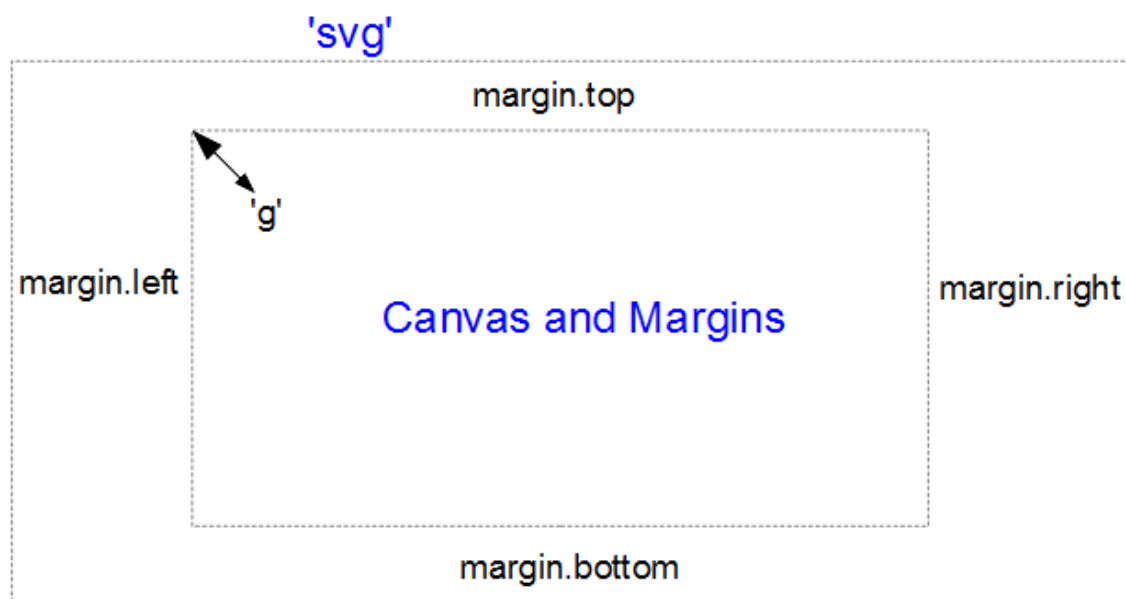 'svg'
margin.top
'g'
margin.left
margin.right
Canvas and Margins
margin.bottom